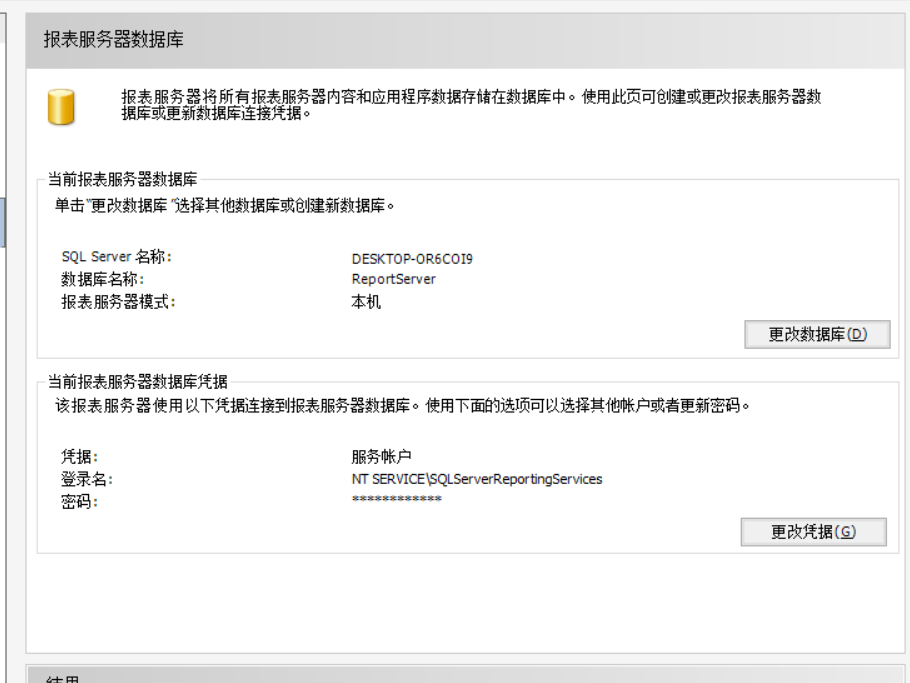 报表服务器数据库
报表服务器将所有报表服务器内容和应用程序数据存储在数据库中。使用此页可创建或更改报表服务器数
据库或更新数据库连接凭据。
当前报表服务器数据库
单击"更改数据库 "选择其他数据库或创建新数据库。
SQL Server 名称: DESKTOP-OR6COI9
数据库名称: ReportServer
报表服务器模式: 本机
更改数据库(D)
当前报表服务器数据库凭据
该报表服务器使用以下凭据连接到报表服务器数据库。使用下面的选项可以选择其他帐户或者更新密码。
凭据: 服务帐户
登录名: NT SERVICE\SQLServerReportingServices
密码: ************
更改凭据(G)
结果